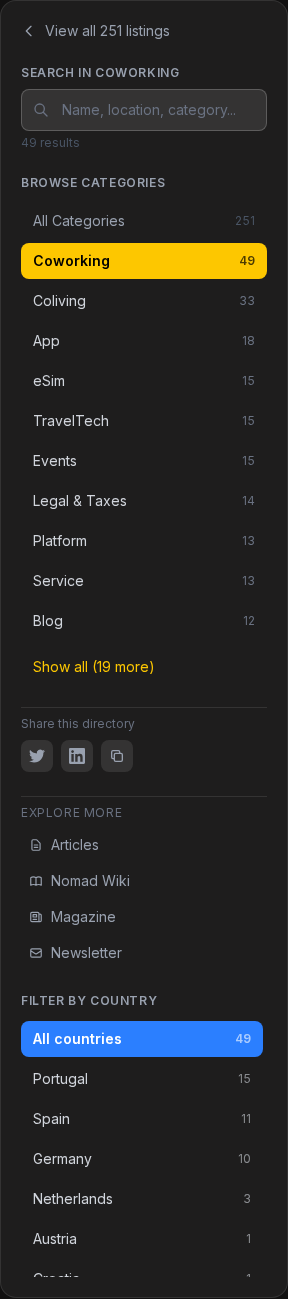 View all 251 listings
SEARCH IN COWORKING
Name, location, category...
49 results
BROWSE CATEGORIES
All Categories 251
Coworking 49
Coliving 33
App 18
eSim 15
TravelTech 15
Events 15
Legal & Taxes 14
Platform 13
Service 13
Blog 12
Show all (19 more)
Share this directory
EXPLORE MORE
Articles
Nomad Wiki
Magazine
Newsletter
FILTER BY COUNTRY
All countries 49
Portugal 15
Spain 11
Germany 10
Netherlands 3
Austria 1
Croatia 1